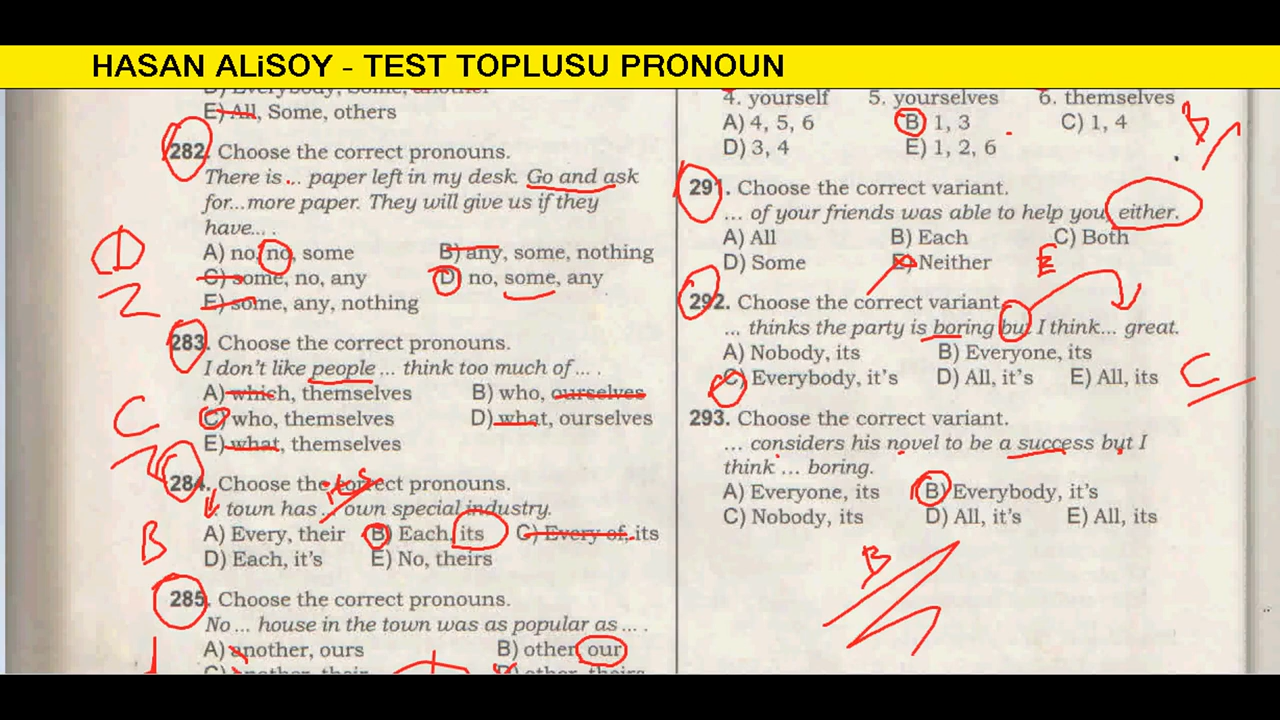 HASAN ALiSOY - TEST TOPLUSU PRONOUN
D) Everybody, Some, another
E) All, Some, others
282. Choose the correct pronouns.
There is ... paper left in my desk. Go and ask
for...more paper. They will give us if they
have... .
A) no, no, some B) any, some, nothing
C) some, no, any D) no, some, any
E) some, any, nothing
D
283. Choose the correct pronouns.
I don't like people ... think too much of ... .
A) which, themselves B) who, ourselves
C) who, themselves D) what, ourselves
E) what, themselves
C
284. Choose the correct pronouns.
... town has ... own special industry.
A) Every, their B) Each, its C) Every of, its
D) Each, it's E) No, theirs
B
285. Choose the correct pronouns.
No ... house in the town was as popular as ... .
A) another, ours B) other, our
4. yourself 5. yourselves 6. themselves
A) 4, 5, 6 B) 1, 3 C) 1, 4
D) 3, 4 E) 1, 2, 6
B
291. Choose the correct variant.
... of your friends was able to help you either.
A) All B) Each C) Both
D) Some E) Neither
E
292. Choose the correct variant.
... thinks the party is boring but I think... great.
A) Nobody, its B) Everyone, its
C) Everybody, it's D) All, it's E) All, its
C
293. Choose the correct variant.
... considers his novel to be a success but I
think ... boring.
A) Everyone, its B) Everybody, it's
C) Nobody, its D) All, it's E) All, its
B